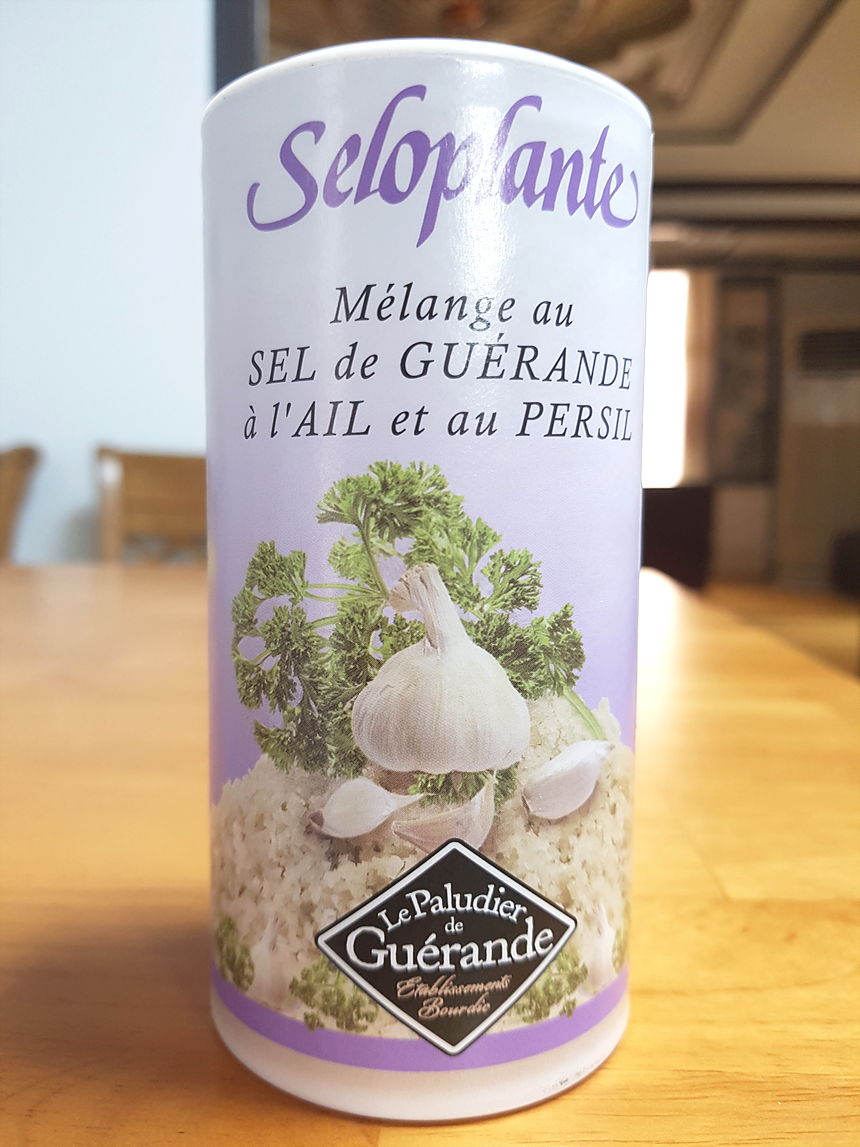 Seloplante
Mélange au
SEL de GUÉRANDE
à l'AIL et au PERSIL
Le Paludier
de
Guérande
Etablissements
Bourdic